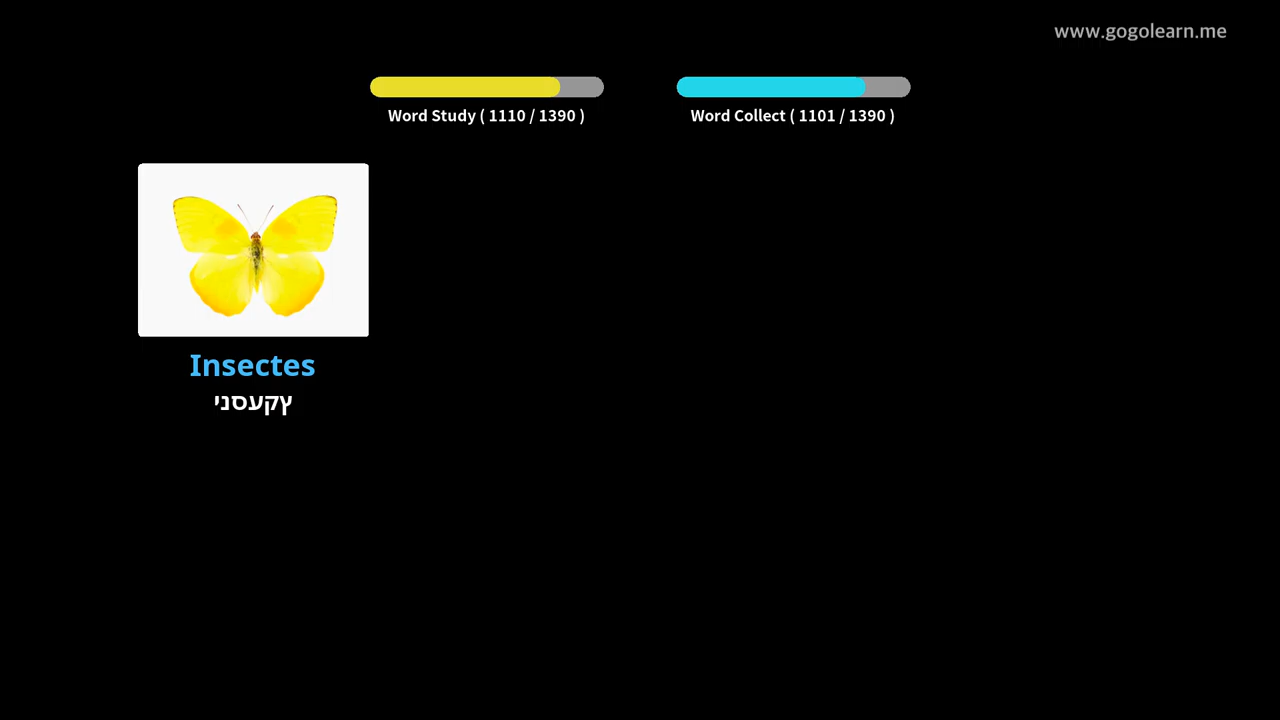 www.gogolearn.me
Word Study ( 1110 / 1390 )
Word Collect ( 1101 / 1390 )
Insectes
ץקעסני